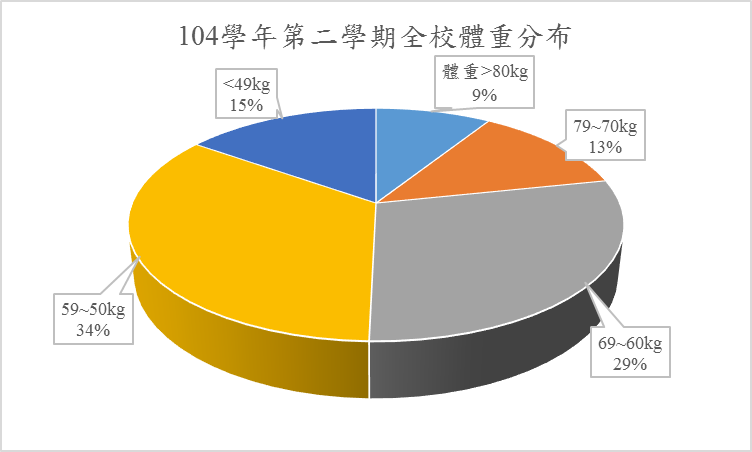 104學年第二學期全校體重分布
體重>80kg
9%
79~70kg
13%
69~60kg
29%
59~50kg
34%
<49kg
15%